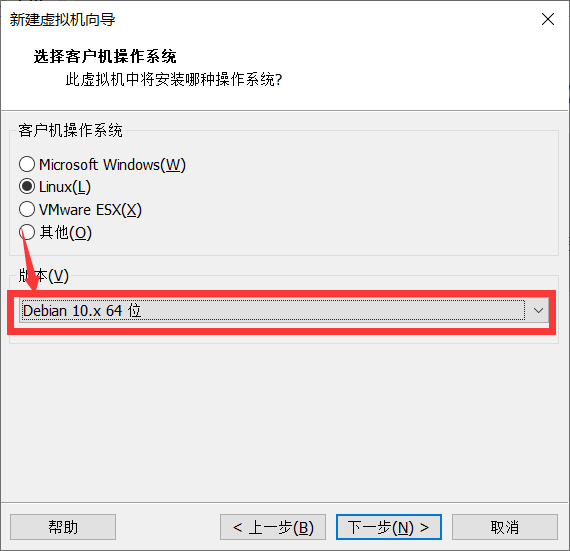 新建虚拟机向导
选择客户机操作系统
此虚拟机中将安装哪种操作系统?
客户机操作系统
Microsoft Windows(W)
Linux(L)
VMware ESX(X)
其他(O)
版本(V)
Debian 10.x 64 位
帮助
< 上一步(B)
下一步(N) >
取消